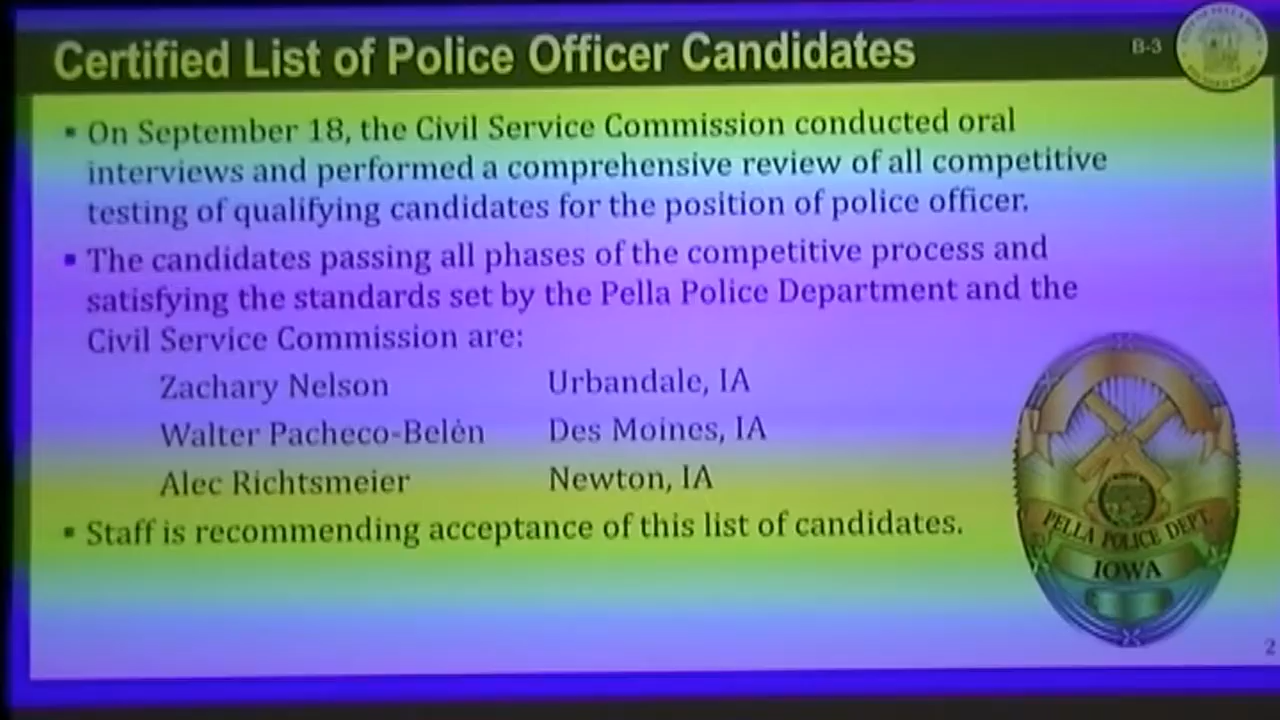 Certified List of Police Officer Candidates
B-3
▪ On September 18, the Civil Service Commission conducted oral
interviews and performed a comprehensive review of all competitive
testing of qualifying candidates for the position of police officer.
▪ The candidates passing all phases of the competitive process and
satisfying the standards set by the Pella Police Department and the
Civil Service Commission are:
Zachary Nelson Urbandale, IA
Walter Pacheco-Belén Des Moines, IA
Alec Richtsmeier Newton, IA
▪ Staff is recommending acceptance of this list of candidates.
PELLA POLICE DEPT.
IOWA
2